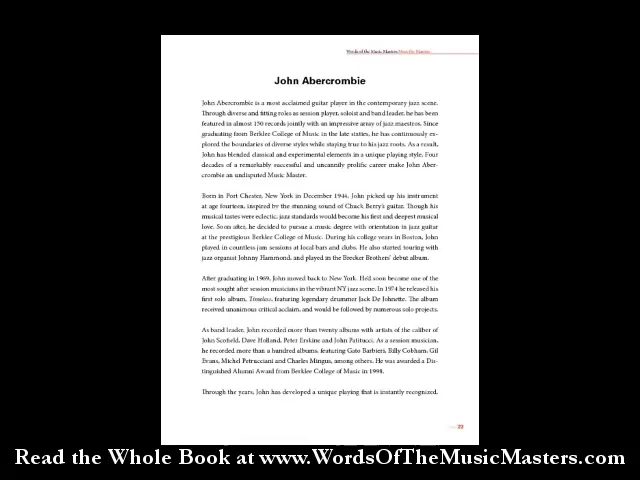 Words of the Music Masters
John Abercrombie
John Abercrombie is a most acclaimed guitar player in the contemporary jazz scene.
Through diverse and fitting roles as session player, soloist and band leader, he has been
featured in almost 150 records jointly with an impressive array of jazz maestros. Since
graduating from Berklee College of Music in the late sixties, he has continuously ex-
plored the boundaries of diverse styles while staying true to his jazz roots. As a result,
John has blended classical and experimental elements in a unique playing style. Four
decades of a remarkably successful and uncannily prolific career make John Aber-
crombie an undisputed Music Master.
Born in Port Chester, New York in December 1944, John picked up his instrument
at age fourteen, inspired by the stunning sound of Chuck Berry's guitar. Though his
musical tastes were eclectic, jazz standards would become his first and deepest musical
love. Soon after, he decided to pursue a music degree with orientation in jazz guitar
at the prestigious Berklee College of Music. During his college years in Boston, John
played in countless jam sessions at local bars and clubs. He also started touring with
jazz organist Johnny Hammond, and played in the Brecker Brothers' debut album.
After graduating in 1969, John moved back to New York. He'd soon become one of the
most sought after session musicians in the vibrant NY jazz scene. In 1974 he released his
first solo album, Timeless, featuring legendary drummer Jack De Johnette. The album
received unanimous critical acclaim, and would be followed by numerous solo projects.
As band leader, John recorded more than twenty albums with artists of the caliber of
John Scofield, Dave Holland, Peter Erskine and John Patitucci. As a session musician,
he recorded more than a hundred albums, featuring Gato Barbieri, Billy Cobham, Gil
Evans, Michel Petrucciani and Charles Mingus, among others. He was awarded a Dis-
tinguished Alumni Award from Berklee College of Music in 1998.
Through the years, John has developed a unique playing that is instantly recognized.
23
Read the Whole Book at www.WordsOfTheMusicMasters.com